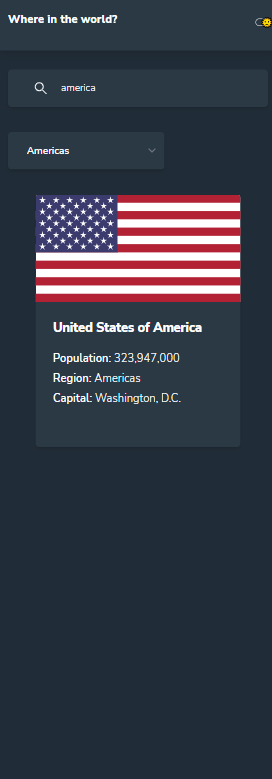 Where in the world?
america
Americas
United States of America
Population: 323,947,000
Region: Americas
Capital: Washington, D.C.